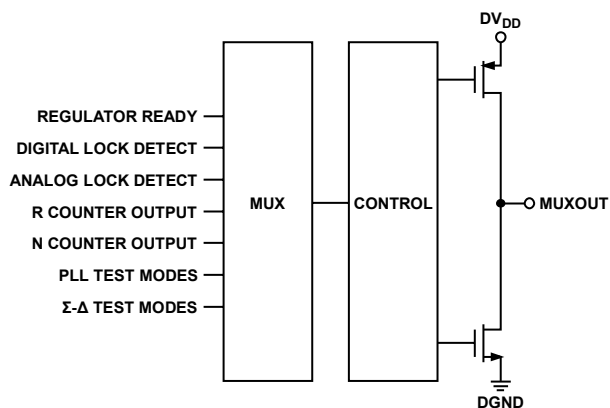 DVDD
REGULATOR READY
DIGITAL LOCK DETECT
ANALOG LOCK DETECT
R COUNTER OUTPUT
N COUNTER OUTPUT
PLL TEST MODES
Σ-Δ TEST MODES
MUX
CONTROL
MUXOUT
DGND